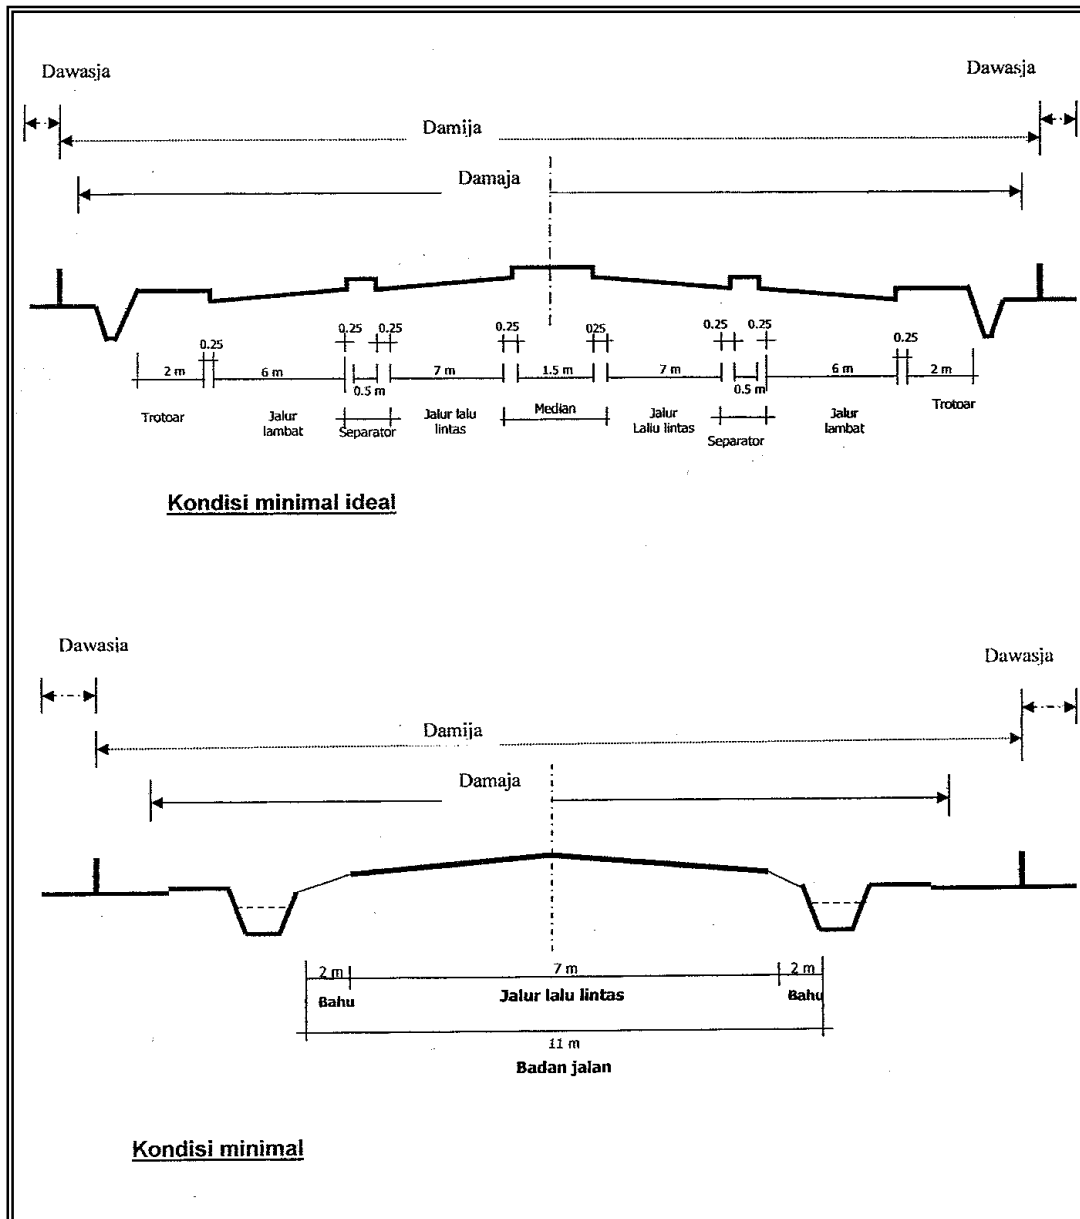 Dawasja Dawasja
Damija
Damaja
0.25 0.25 0.25 025 0.25 0.25
0.25 0.25
2 m 6 m 7 m 1.5 m 7 m 6 m 2 m
0.5 m 0.5 m
Trotoar Jalur Separator Jalur lalu Median Jalur Separator Jalur Trotoar
lambat lintas Laliu lintas lambat
Kondisi minimal ideal
Dawasia Dawasja
Damija
Damaja
2 m 7 m 2 m
Bahu Jalur lalu lintas Bahu
11 m
Badan jalan
Kondisi minimal